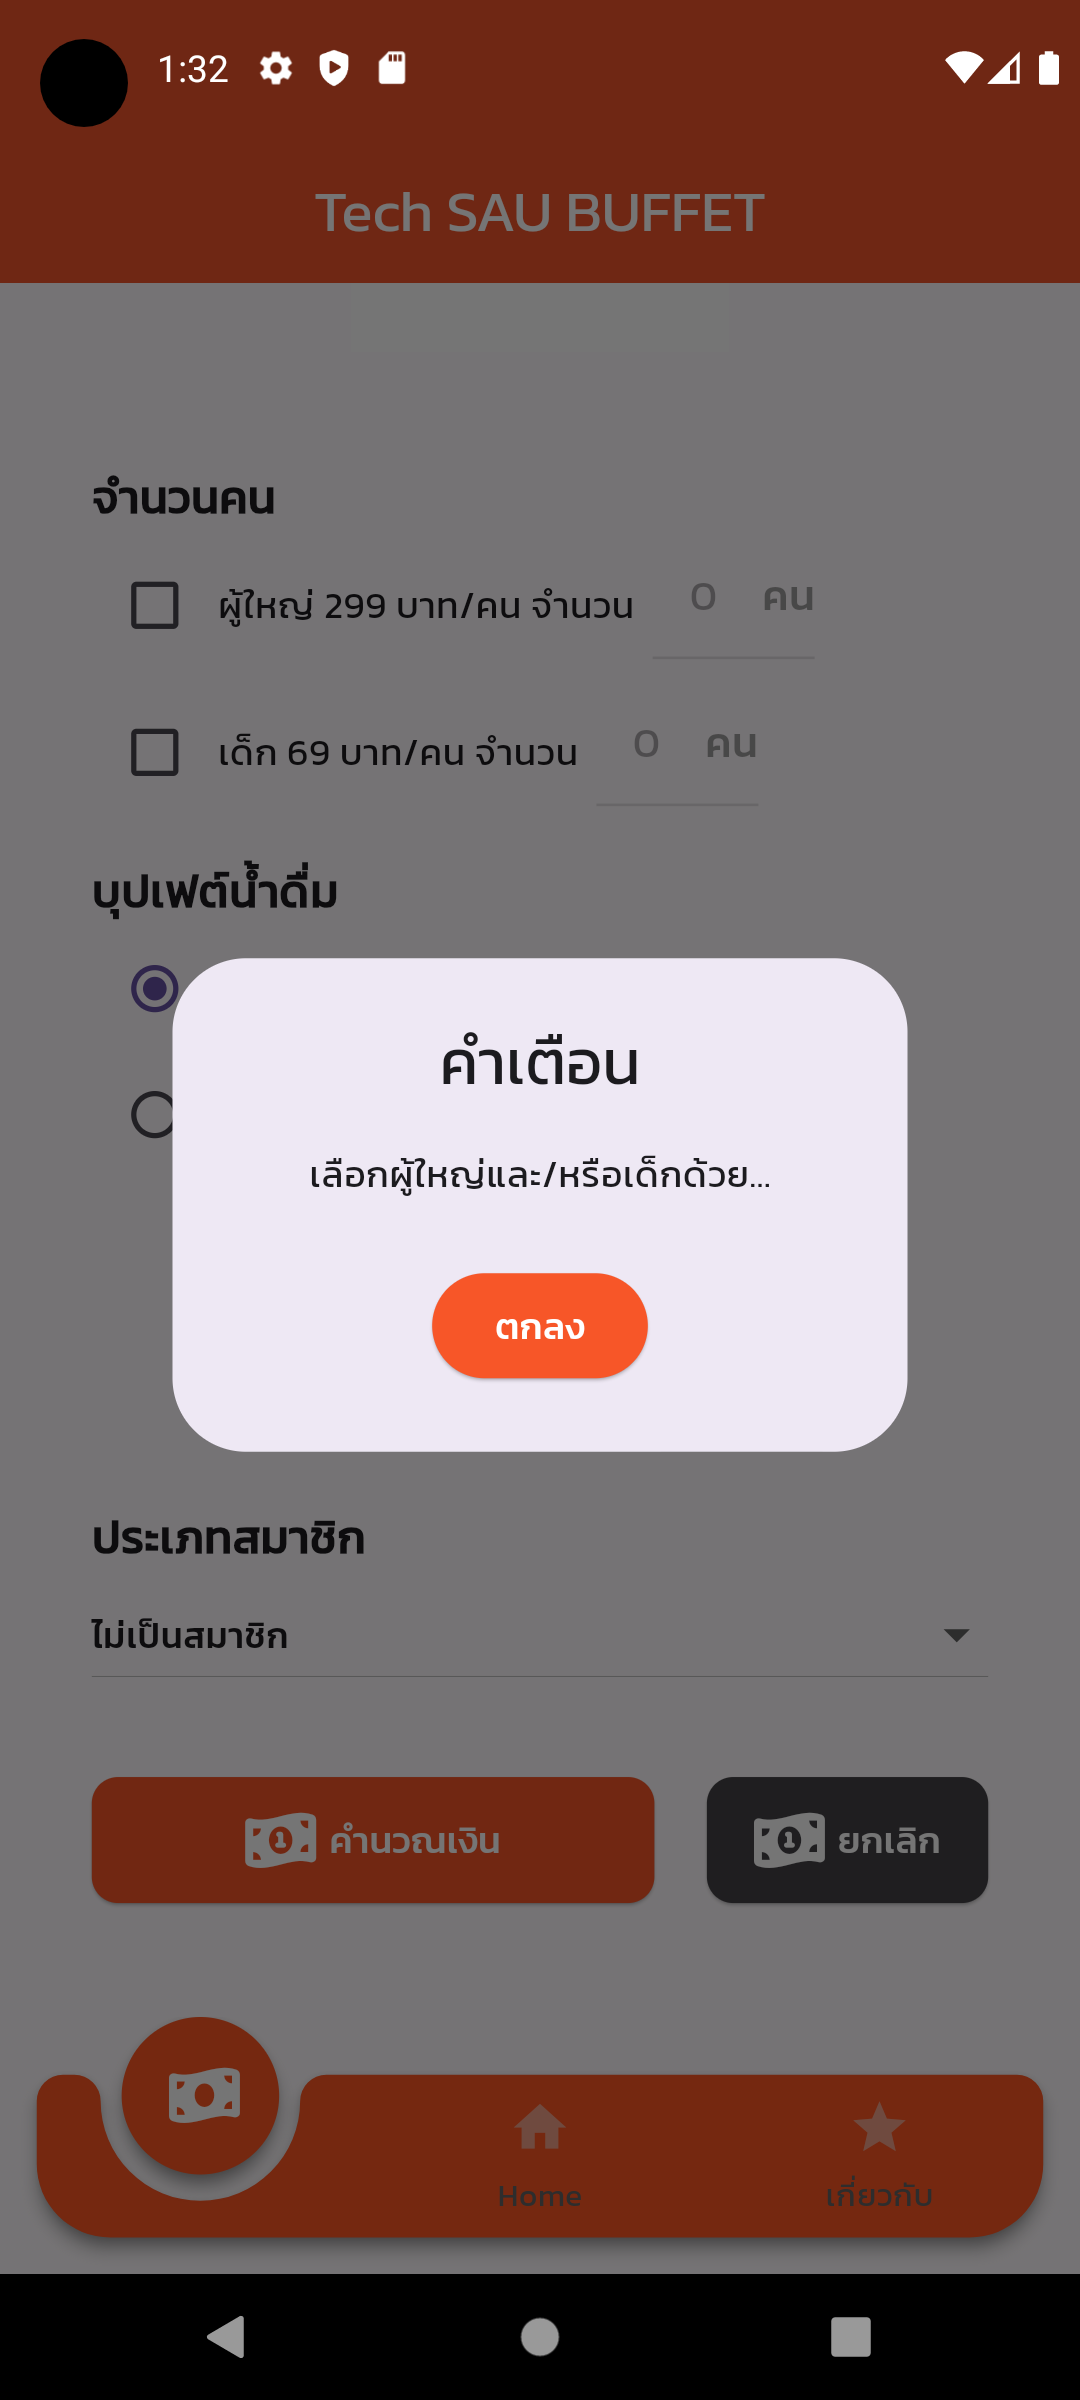 1:32
Tech SAU BUFFET
จำนวนคน
ผู้ใหญ่ 299 บาท/คน จำนวน 0 คน
เด็ก 69 บาท/คน จำนวน 0 คน
บุปเฟต์น้ำดื่ม
คำเตือน
เลือกผู้ใหญ่และ/หรือเด็กด้วย...
ตกลง
ประเภทสมาชิก
ไม่เป็นสมาชิก
คำนวณเงิน
ยกเลิก
Home
เกี่ยวกับ